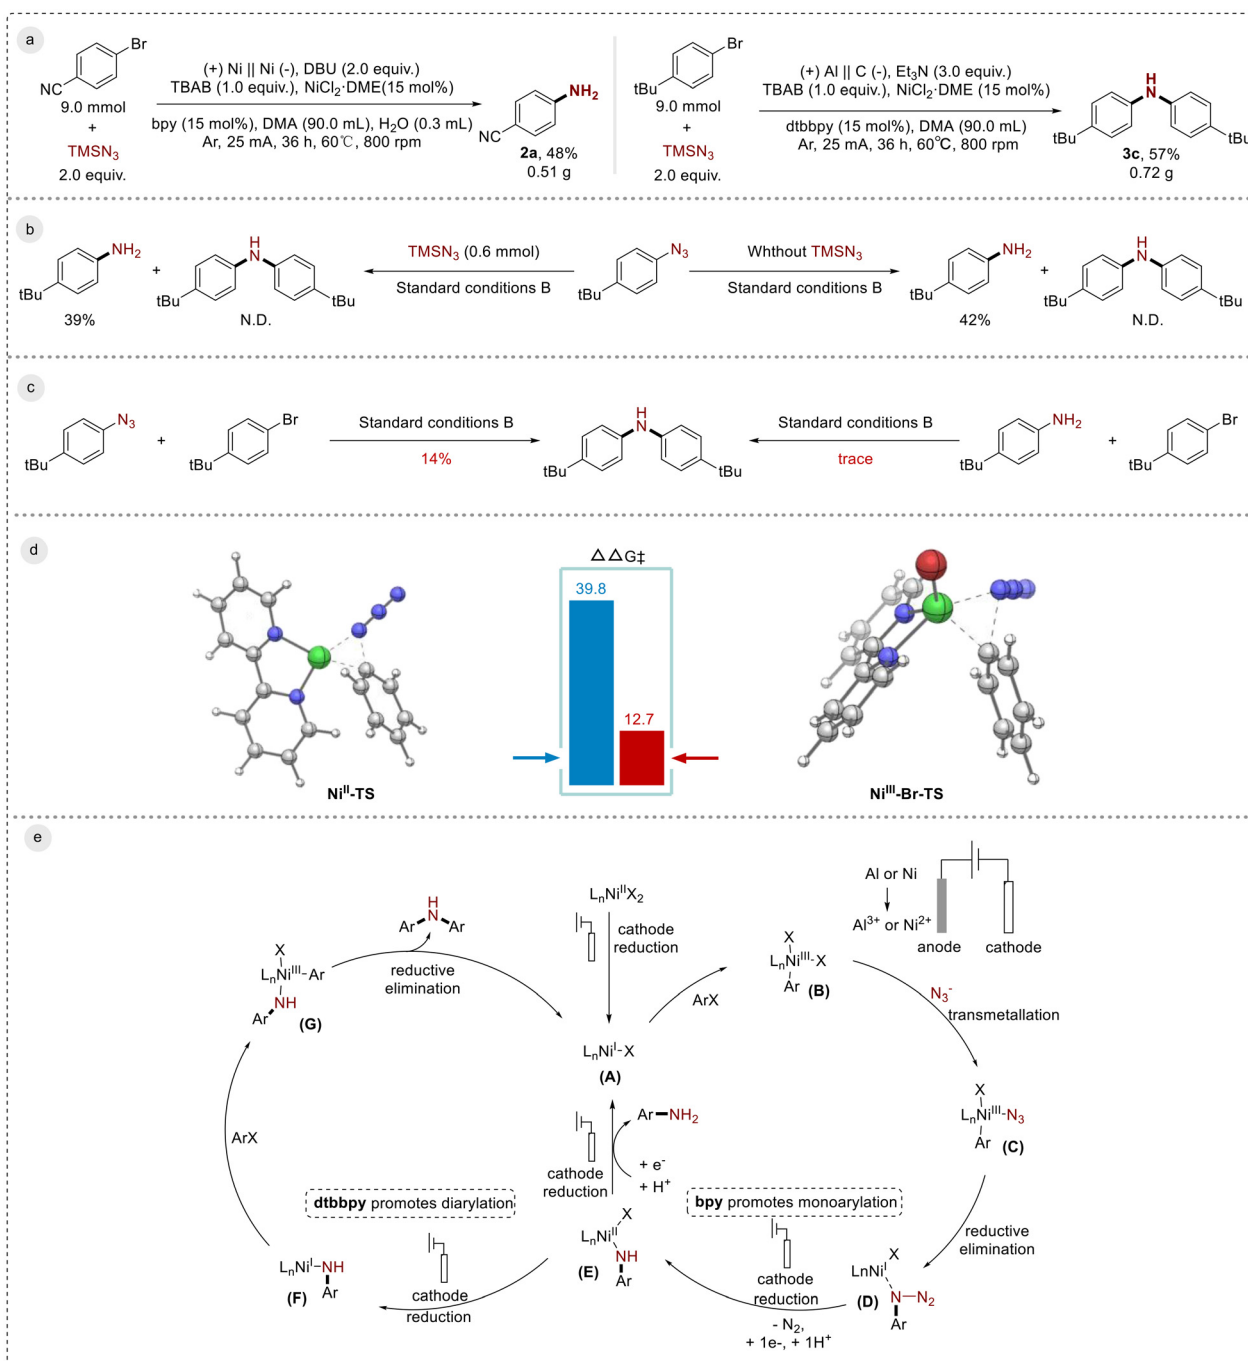 a
Br
NC
9.0 mmol
+
TMSN3
2.0 equiv.
(+) Ni || Ni (-), DBU (2.0 equiv.)
TBAB (1.0 equiv.), NiCl2·DME(15 mol%)
bpy (15 mol%), DMA (90.0 mL), H2O (0.3 mL)
Ar, 25 mA, 36 h, 60℃, 800 rpm
NH2
NC
2a, 48%
0.51 g
Br
tBu
9.0 mmol
+
TMSN3
2.0 equiv.
(+) Al || C (-), Et3N (3.0 equiv.)
TBAB (1.0 equiv.), NiCl2·DME (15 mol%)
dtbbpy (15 mol%), DMA (90.0 mL)
Ar, 25 mA, 36 h, 60°C, 800 rpm
H
N
tBu
tBu
3c, 57%
0.72 g
b
NH2
tBu
39%
+
H
N
tBu
tBu
N.D.
TMSN3 (0.6 mmol)
Standard conditions B
N3
tBu
Whthout TMSN3
Standard conditions B
NH2
tBu
42%
+
H
N
tBu
tBu
N.D.
c
N3
tBu
+
Br
tBu
Standard conditions B
14%
H
N
tBu
tBu
Standard conditions B
trace
NH2
tBu
+
Br
tBu
d
△△G‡
39.8
12.7
NiII-TS
NiIII-Br-TS
e
LnNiIIX2
cathode
reduction
Al or Ni
Al3+ or Ni2+
anode
cathode
H
N
Ar
Ar
reductive
elimination
X
LnNiIII-Ar
NH
Ar
(G)
ArX
X
LnNiIII-X
Ar
(B)
N3-
transmetallation
LnNiI-X
(A)
X
LnNiIII-N3
Ar
(C)
Ar-NH2
+ e-
+ H+
cathode
reduction
ArX
dtbbpy promotes diarylation
bpy promotes monoarylation
reductive
elimination
X
LnNiII
NH
Ar
(E)
LnNiI-NH
Ar
(F)
cathode
reduction
cathode
reduction
- N2,
+ 1e-, + 1H+
X
LnNiI
N-N2
Ar
(D)